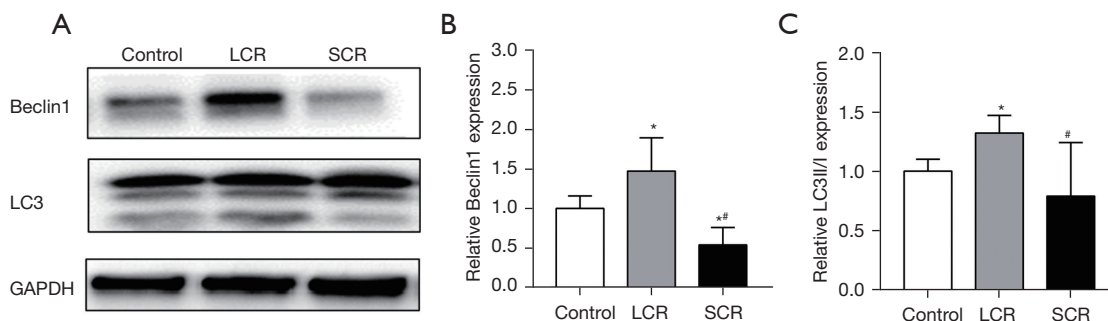 A
Control LCR SCR
Beclin1
LC3
GAPDH
B
Relative Beclin1 expression
3.0
2.5
2.0
1.5
1.0
0.5
0.0
*
*#
Control LCR SCR
C
Relative LC3II/I expression
2.0
1.5
1.0
0.5
0.0
*
#
Control LCR SCR